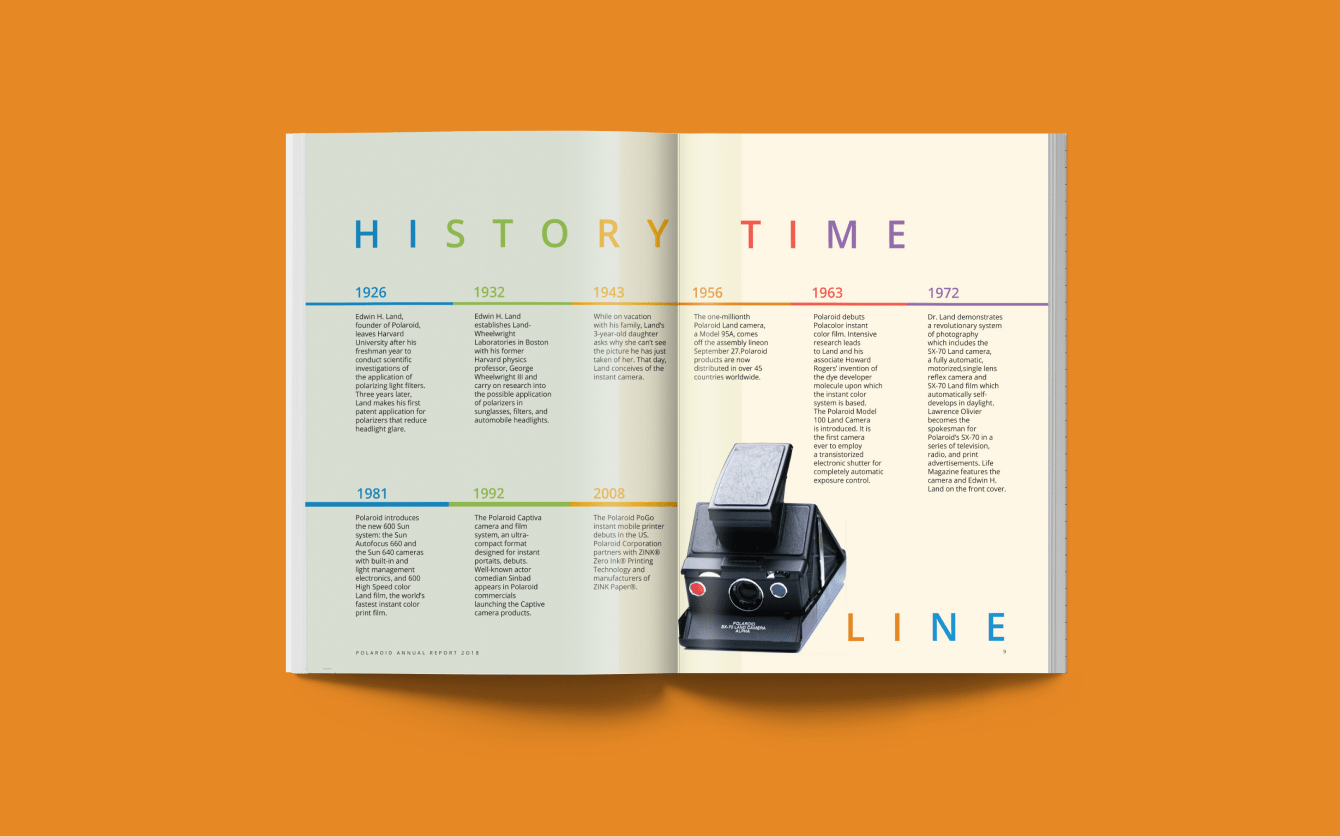 HISTORY TIME
1926
Edwin H. Land,
founder of Polaroid,
leaves Harvard
University after his
freshman year to
conduct scientific
investigations of
the application of
polarizing light filters.
Three years later,
Land makes his first
patent application for
polarizers that reduce
headlight glare.
1932
Edwin H. Land
establishes Land-
Wheelwright
Laboratories in Boston
with his former
Harvard physics
professor, George
Wheelwright III and
carry on research into
the possible application
of polarizers in
sunglasses, filters, and
automobile headlights.
1943
While on vacation
with his family, Land's
3-year-old daughter
asks why she can't see
the picture he has just
taken of her. That day,
Land conceives of the
instant camera.
1956
The one-millionth
Polaroid Land camera,
a Model 95A, comes
off the assembly lineon
September 27.Polaroid
products are now
distributed in over 45
countries worldwide.
1963
Polaroid debuts
Polacolor instant
color film. Intensive
research leads
to Land and his
associate Howard
Rogers' invention of
the dye developer
molecule upon which
the instant color
system is based.
The Polaroid Model
100 Land Camera
is introduced. It is
the first camera
ever to employ
a transistorized
electronic shutter for
completely automatic
exposure control.
1972
Dr. Land demonstrates
a revolutionary system
of photography
which includes the
SX-70 Land camera,
a fully automatic,
motorized,single lens
reflex camera and
SX-70 Land film which
automatically self-
develops in daylight.
Lawrence Olivier
becomes the
spokesman for
Polaroid's SX-70 in a
series of television,
radio, and print
advertisements. Life
Magazine features the
camera and Edwin H.
Land on the front cover.
1981
Polaroid introduces
the new 600 Sun
system: the Sun
Autofocus 660 and
the Sun 640 cameras
with built-in and
light management
electronics, and 600
High Speed color
Land film, the world's
fastest instant color
print film.
1992
The Polaroid Captiva
camera and film
system, an ultra-
compact format
designed for instant
portaits, debuts.
Well-known actor
comedian Sinbad
appears in Polaroid
commercials
launching the Captive
camera products.
2008
The Polaroid PoGo
instant mobile printer
debuts in the US.
Polaroid Corporation
partners with ZINK®
Zero Ink® Printing
Technology and
manufacturers of
ZINK Paper®.
POLAROID
SX-70 LAND CAMERA
ALPHA
LINE
POLAROID ANNUAL REPORT 2018
9